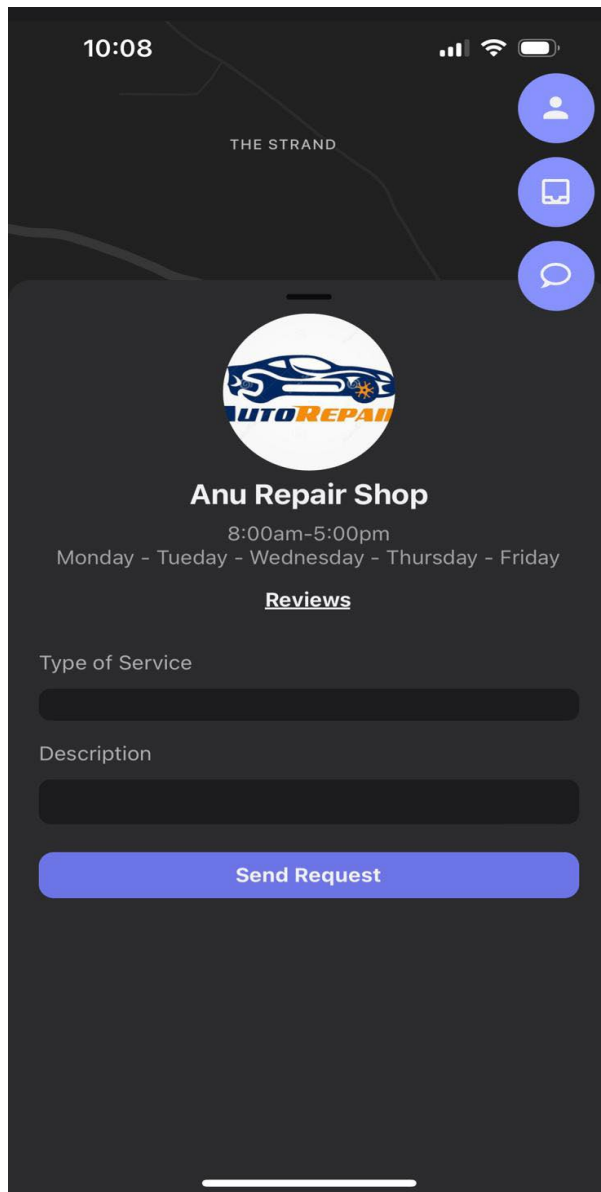 10:08
THE STRAND
AUTOREPAIR
Anu Repair Shop
8:00am-5:00pm
Monday - Tueday - Wednesday - Thursday - Friday
Reviews
Type of Service
Description
Send Request